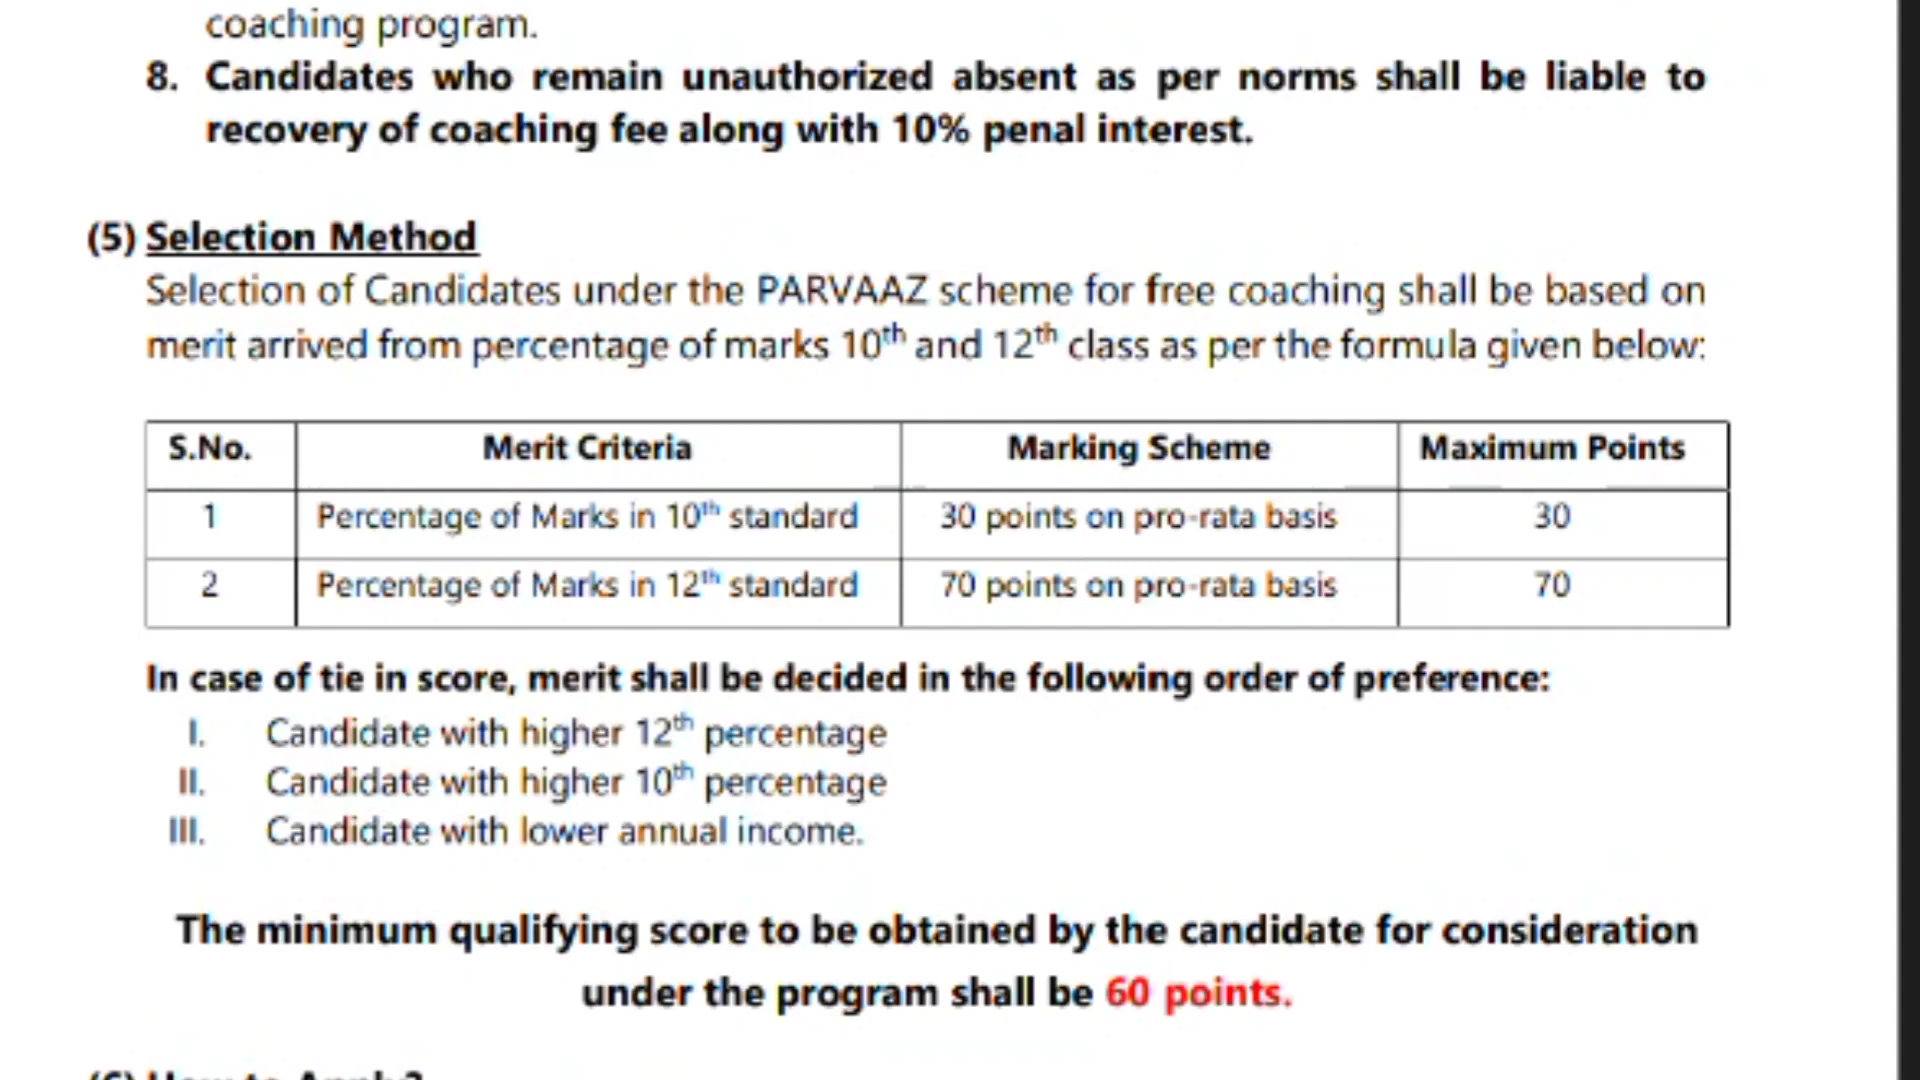 coaching program.
8. Candidates who remain unauthorized absent as per norms shall be liable to
recovery of coaching fee along with 10% penal interest.
(5) Selection Method
Selection of Candidates under the PARVAAZ scheme for free coaching shall be based on
merit arrived from percentage of marks 10th and 12th class as per the formula given below:
S.No. Merit Criteria Marking Scheme Maximum Points
1 Percentage of Marks in 10th standard 30 points on pro-rata basis 30
2 Percentage of Marks in 12th standard 70 points on pro-rata basis 70
In case of tie in score, merit shall be decided in the following order of preference:
I. Candidate with higher 12th percentage
II. Candidate with higher 10th percentage
III. Candidate with lower annual income.
The minimum qualifying score to be obtained by the candidate for consideration
under the program shall be 60 points.
(6) How to Apply?